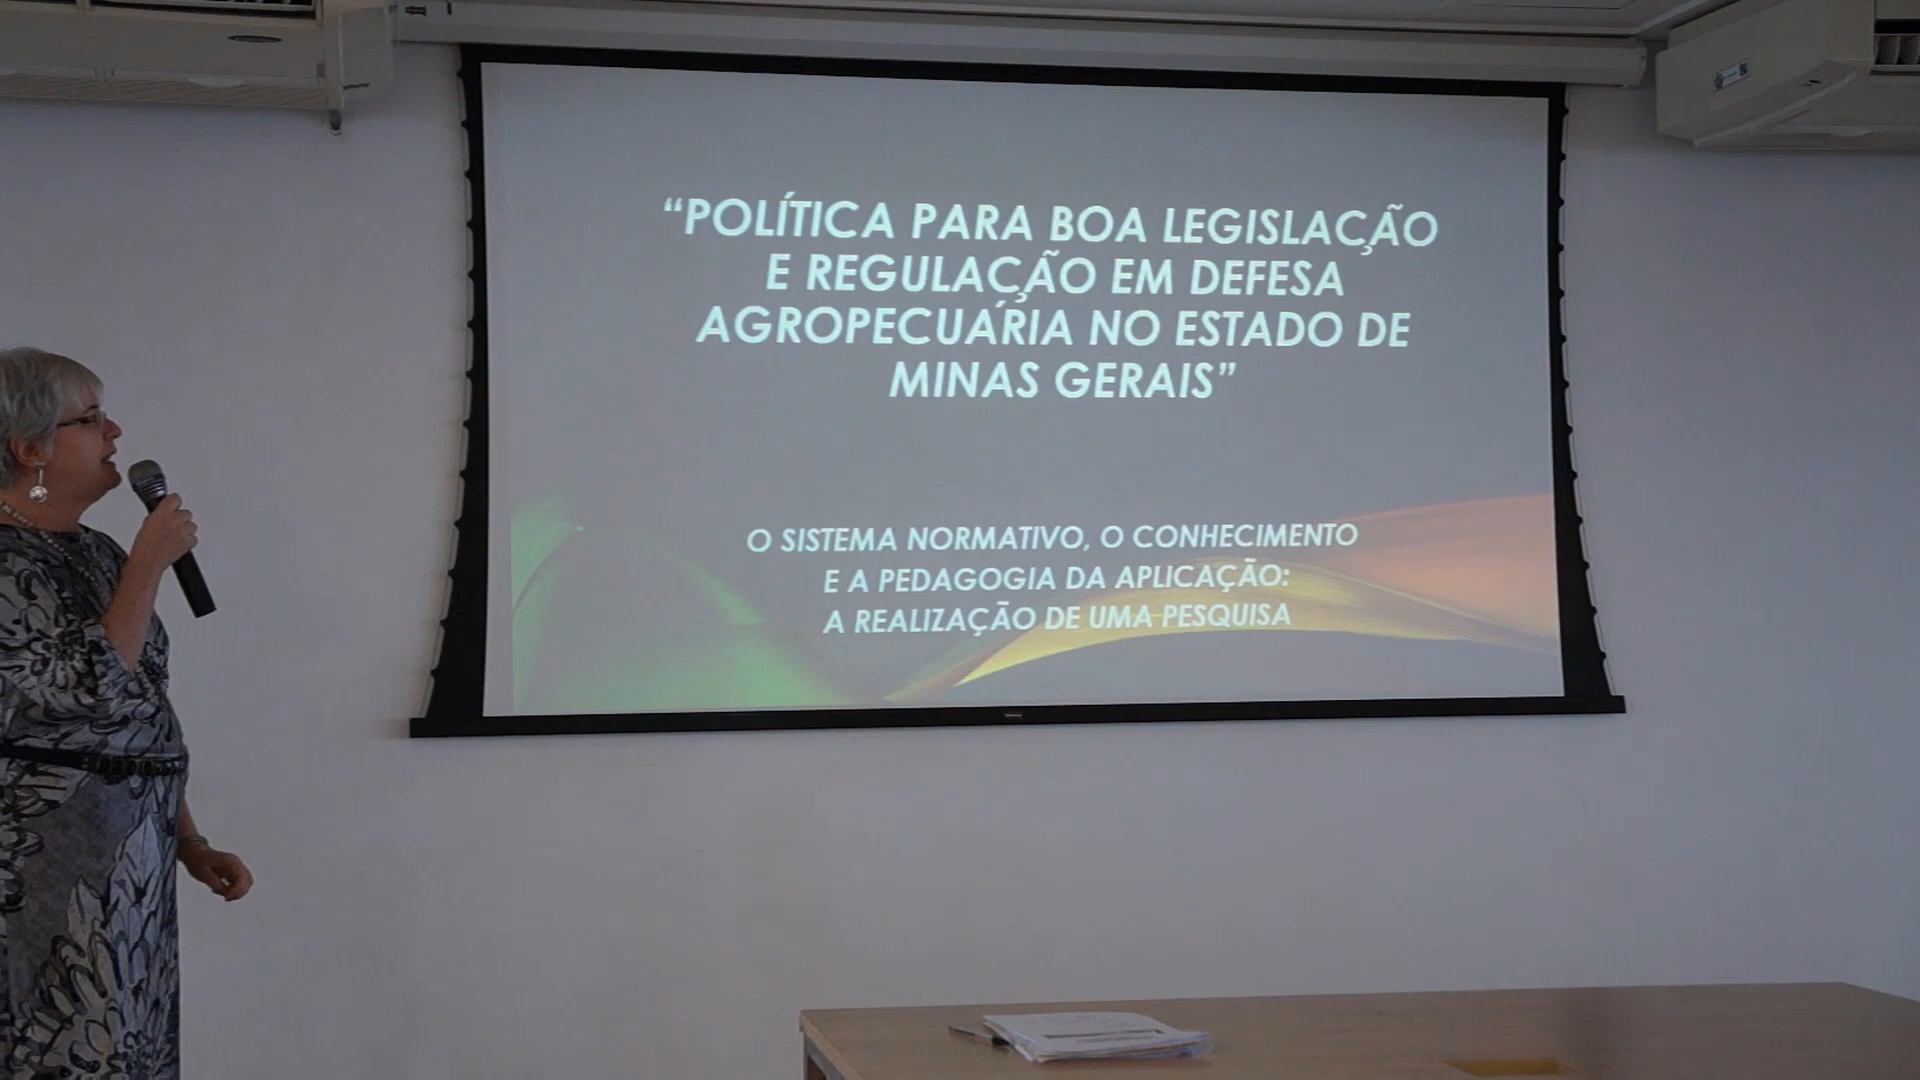 “POLÍTICA PARA BOA LEGISLAÇÃO
E REGULAÇÃO EM DEFESA
AGROPECUÁRIA NO ESTADO DE
MINAS GERAIS”
O SISTEMA NORMATIVO, O CONHECIMENTO
E A PEDAGOGIA DA APLICAÇÃO:
A REALIZAÇÃO DE UMA PESQUISA